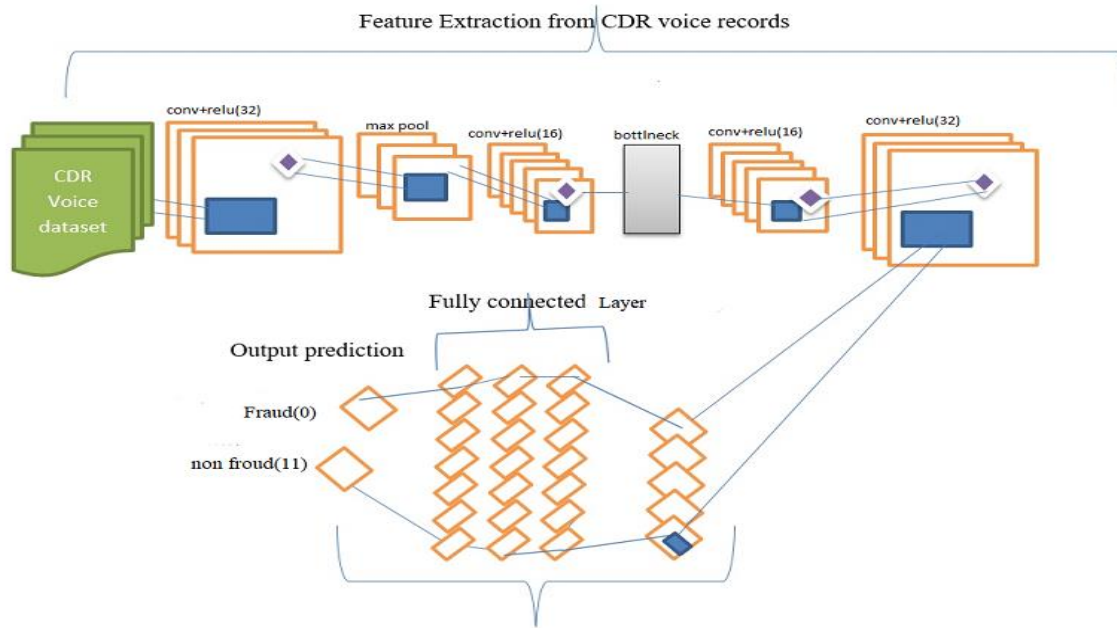 Feature Extraction from CDR voice records
conv+relu(32)
max pool
conv+relu(16)
bottlneck
conv+relu(16)
conv+relu(32)
CDR
Voice
dataset
Fully connected Layer
Output prediction
Fraud(0)
non froud(11)